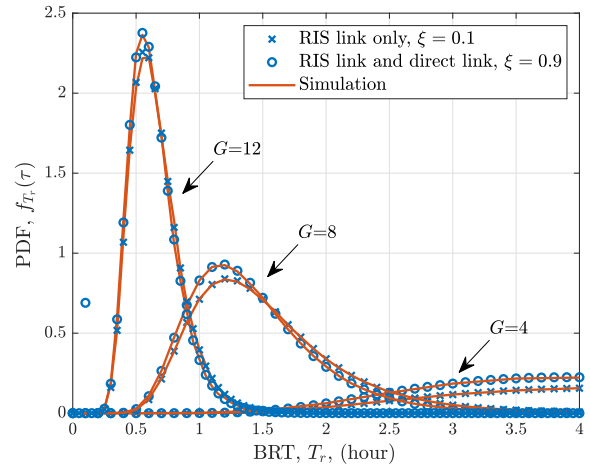 RIS link only, ξ = 0.1
RIS link and direct link, ξ = 0.9
Simulation
G=12
G=8
G=4
2.5
2
1.5
1
0.5
0
PDF, f_{T_r}(τ)
0 0.5 1 1.5 2 2.5 3 3.5 4
BRT, T_r, (hour)